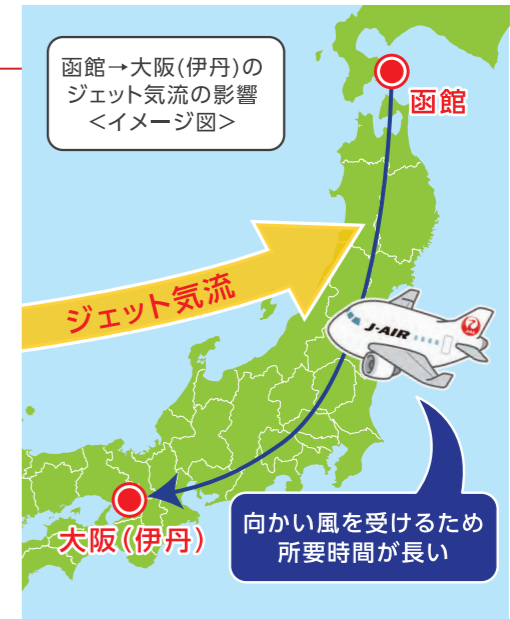 函館→大阪(伊丹)の
ジェット気流の影響
<イメージ図>
函館
ジェット気流
J-AIR
JAL
大阪(伊丹)
向かい風を受けるため
所要時間が長い